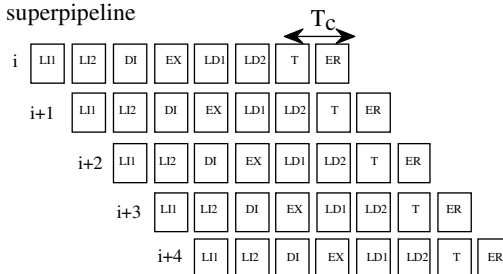 superpipeline
T_C
i LI1 LI2 DI EX LD1 LD2 T ER
i+1 LI1 LI2 DI EX LD1 LD2 T ER
i+2 LI1 LI2 DI EX LD1 LD2 T ER
i+3 LI1 LI2 DI EX LD1 LD2 T ER
i+4 LI1 LI2 DI EX LD1 LD2 T ER